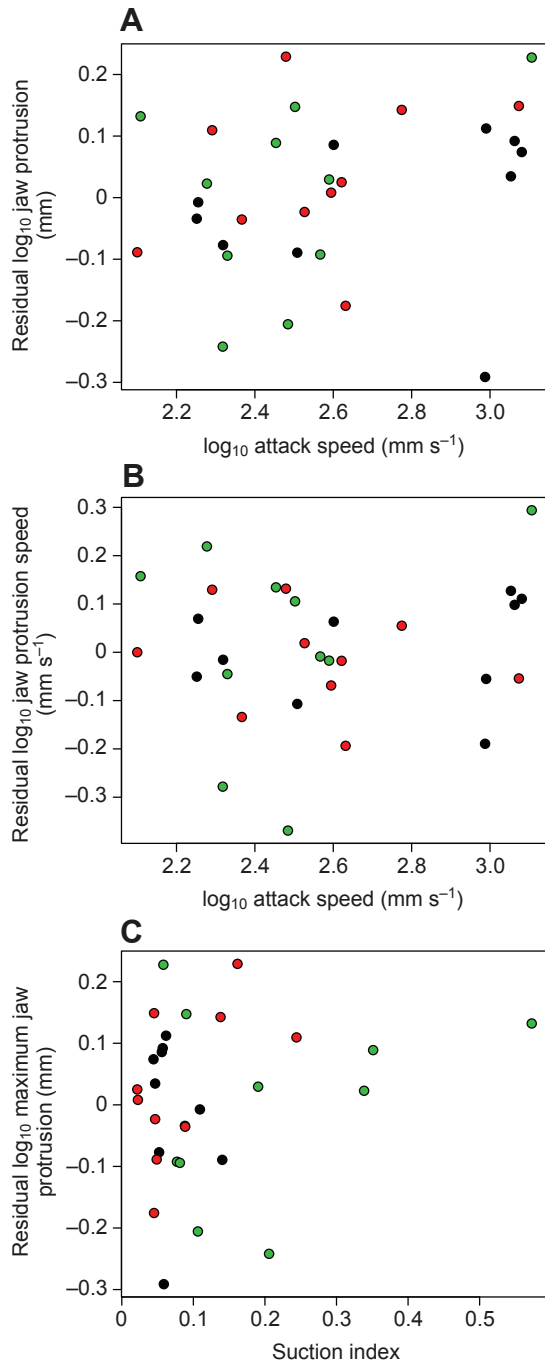 A
0.2
0.1
0
–0.1
–0.2
–0.3
Residual log₁₀ jaw protrusion
(mm)
2.2 2.4 2.6 2.8 3.0
log₁₀ attack speed (mm s⁻¹)
B
0.3
0.2
0.1
0
–0.1
–0.2
–0.3
Residual log₁₀ jaw protrusion speed
(mm s⁻¹)
2.2 2.4 2.6 2.8 3.0
log₁₀ attack speed (mm s⁻¹)
C
0.2
0.1
0
–0.1
–0.2
–0.3
Residual log₁₀ maximum jaw
protrusion (mm)
0 0.1 0.2 0.3 0.4 0.5
Suction index